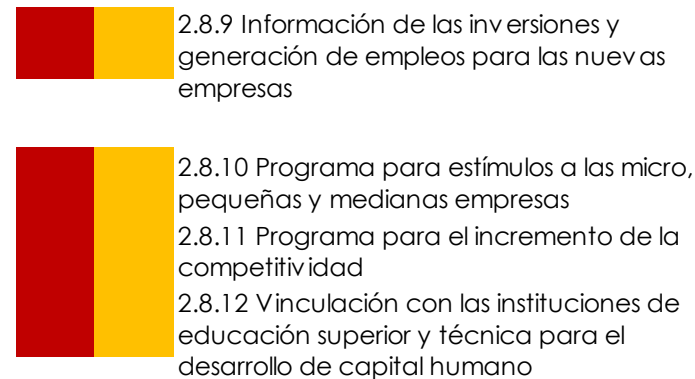 2.8.9 Información de las inversiones y
generación de empleos para las nuevas
empresas
2.8.10 Programa para estímulos a las micro,
pequeñas y medianas empresas
2.8.11 Programa para el incremento de la
competitividad
2.8.12 Vinculación con las instituciones de
educación superior y técnica para el
desarrollo de capital humano